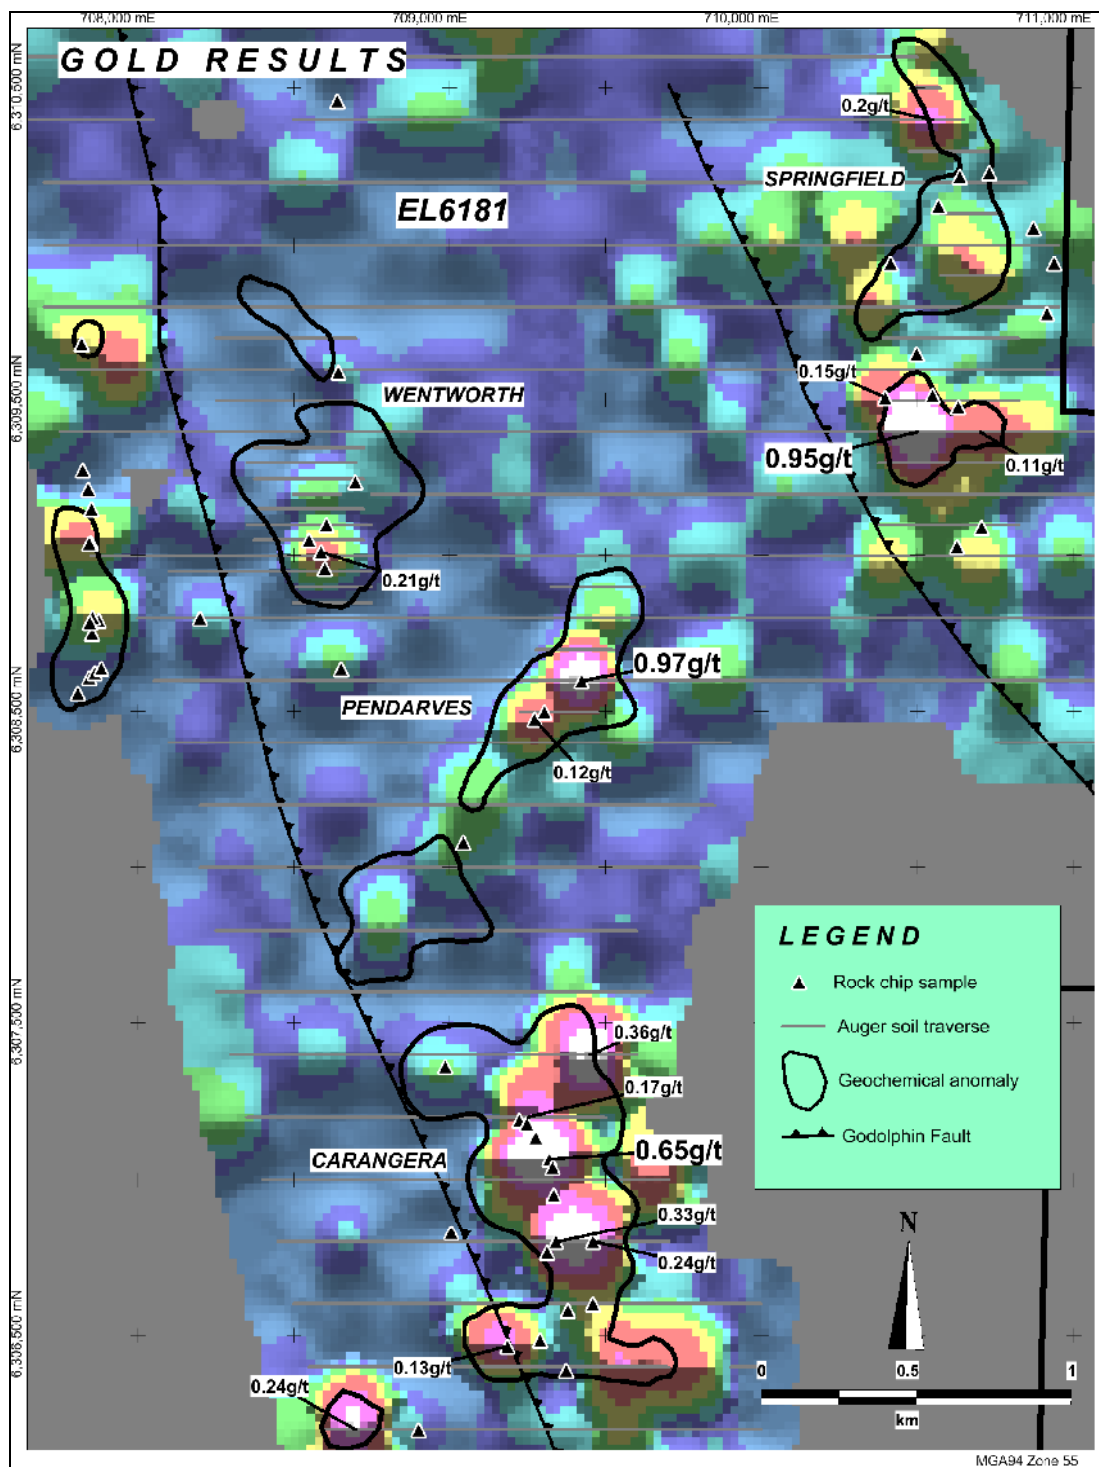 708,000 mE
709,000 mE
710,000 mE
711,000 mE
GOLD RESULTS
6,310,500 mN
0.2g/t
SPRINGFIELD
EL6181
6,309,500 mN
0.15g/t
WENTWORTH
0.95g/t
0.11g/t
0.21g/t
0.97g/t
6,308,500 mN
PENDARVES
0.12g/t
LEGEND
Rock chip sample
Auger soil traverse
Geochemical anomaly
Godolphin Fault
6,307,500 mN
0.36g/t
0.17g/t
0.65g/t
CARANGERA
0.33g/t
N
0.24g/t
6,306,500 mN
0.13g/t
0 0.5 1
0.24g/t
km
MGA94 Zone 55